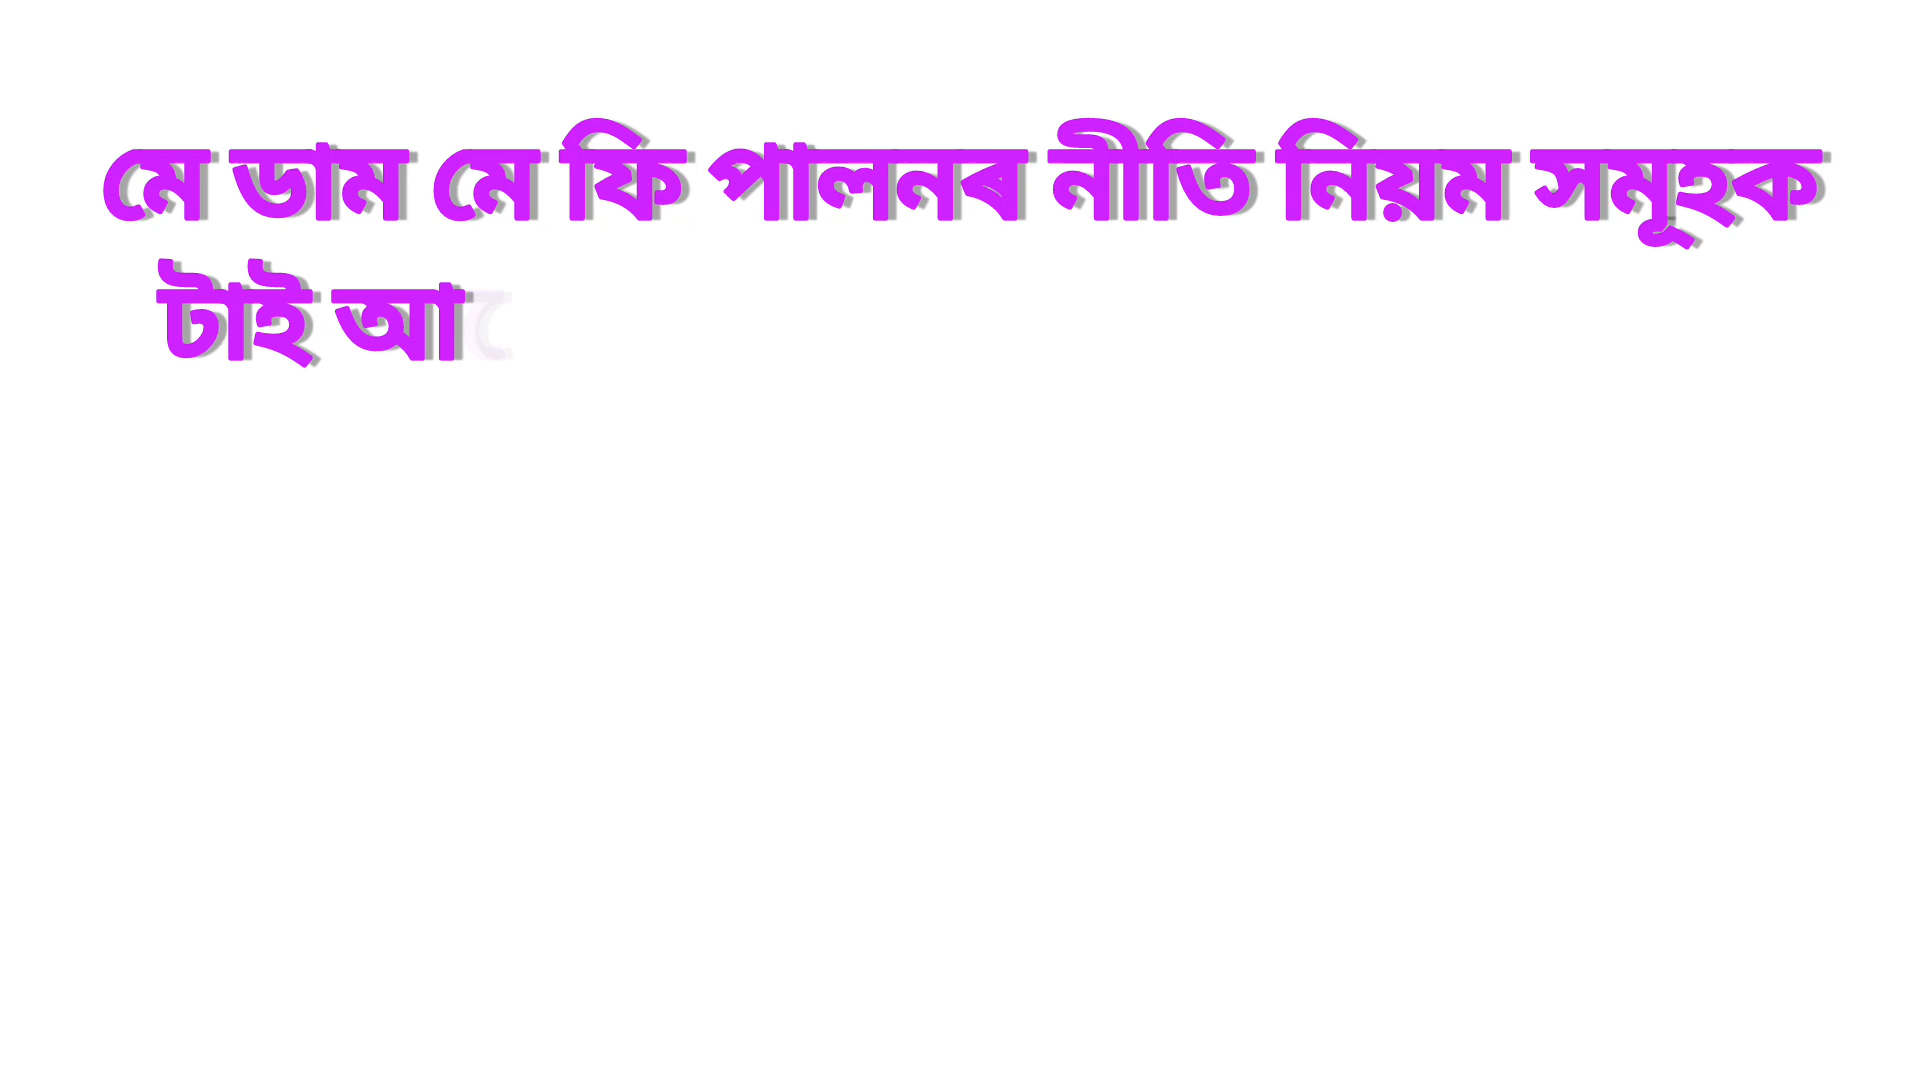 মে ডাম মে ফি পালনৰ নীতি নিয়ম সমূহক
টাই আ